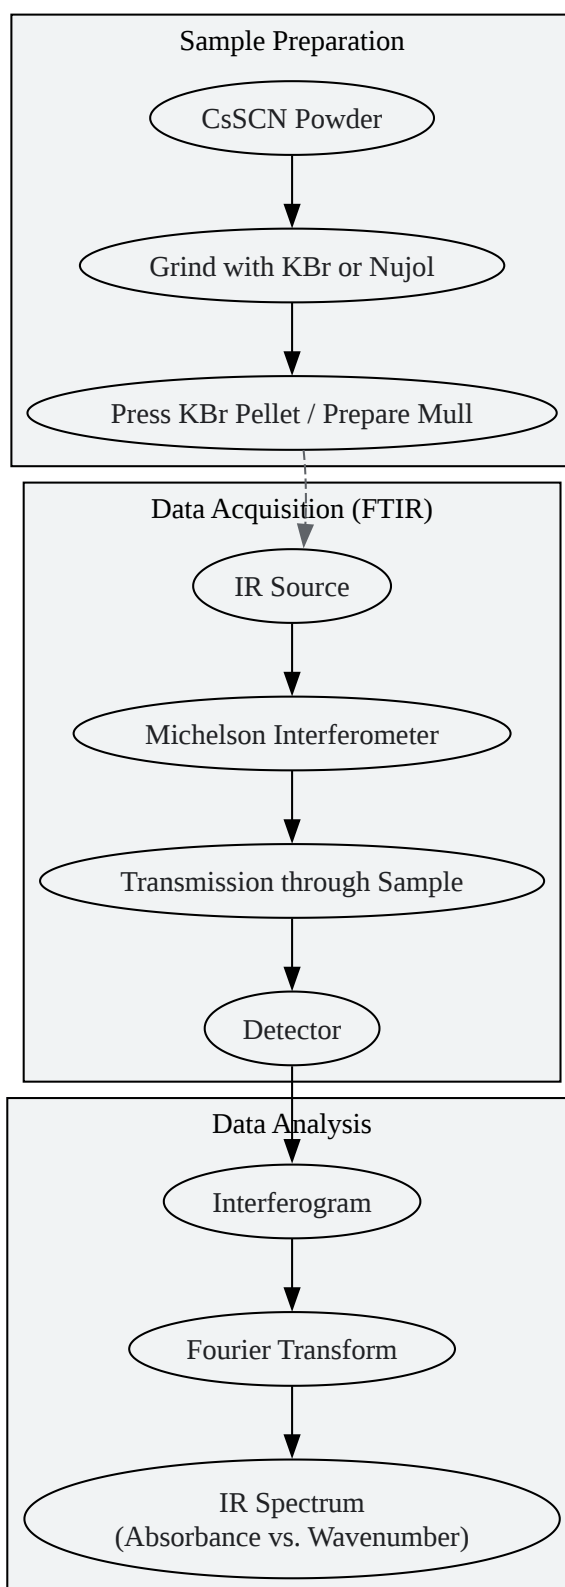 Sample Preparation
CsSCN Powder
Grind with KBr or Nujol
Press KBr Pellet / Prepare Mull
Data Acquisition (FTIR)
IR Source
Michelson Interferometer
Transmission through Sample
Detector
Data Analysis
Interferogram
Fourier Transform
IR Spectrum
(Absorbance vs. Wavenumber)